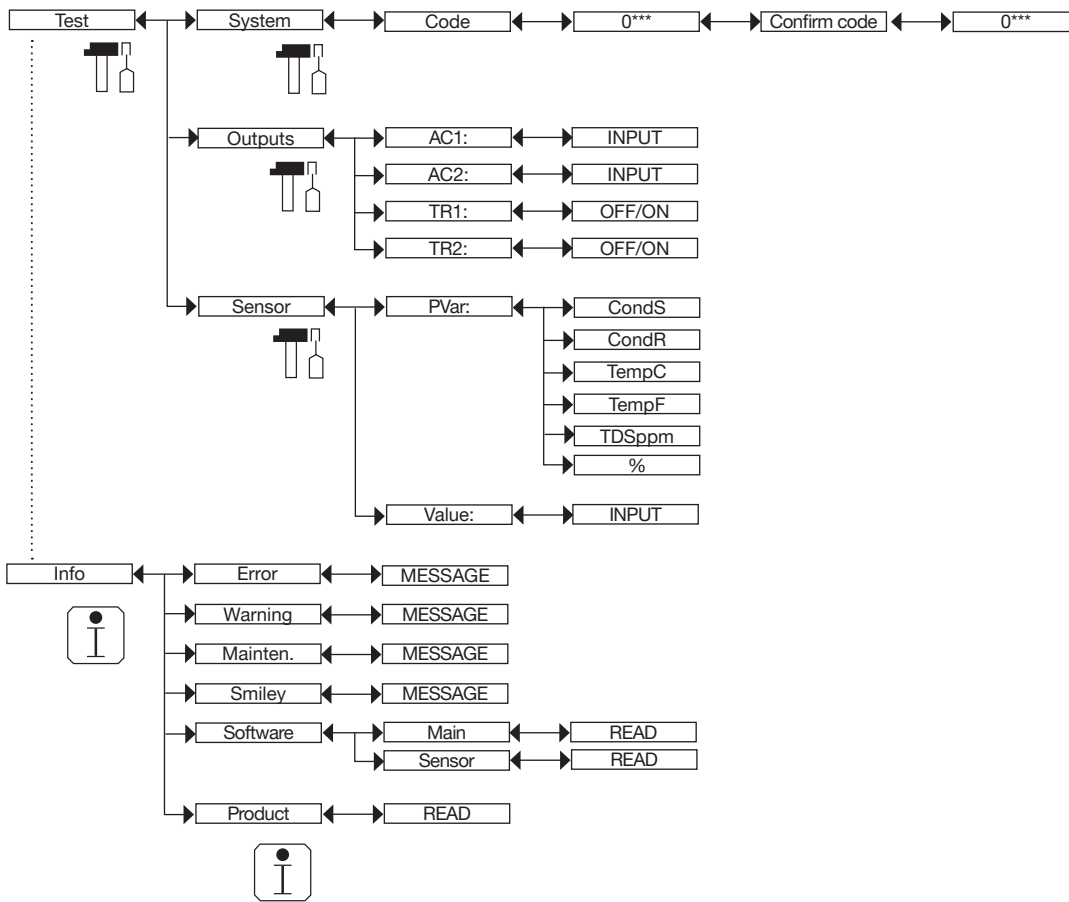 Test System Code 0*** Confirm code 0***
Outputs AC1: INPUT
AC2: INPUT
TR1: OFF/ON
TR2: OFF/ON
Sensor PVar: CondS
CondR
TempC
TempF
TDSppm
%
Value: INPUT
Info Error MESSAGE
Warning MESSAGE
Mainten. MESSAGE
Smiley MESSAGE
Software Main READ
Sensor READ
Product READ